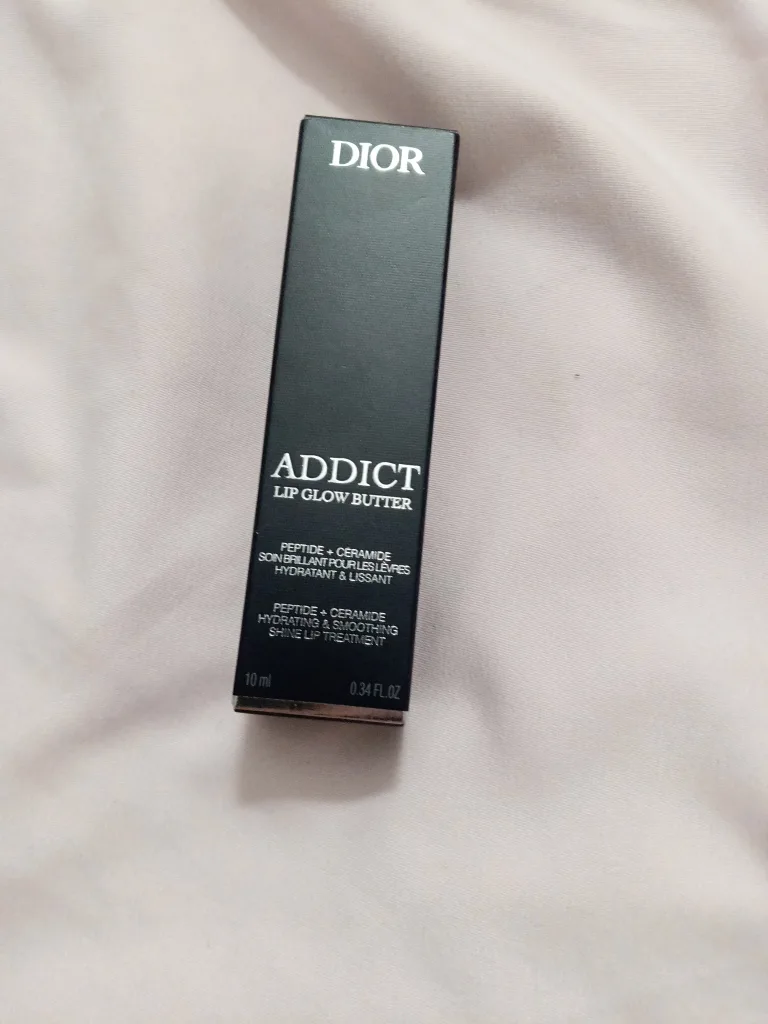 DIOR
ADDICT
LIP GLOW BUTTER
PEPTIDE + CÉRAMIDE
SOIN BRILLANT POUR LES LÈVRES
HYDRATANT & LISSANT
PEPTIDE + CERAMIDE
HYDRATING & SMOOTHING
SHINE LIP TREATMENT
10 ml 0.34 FL.OZ